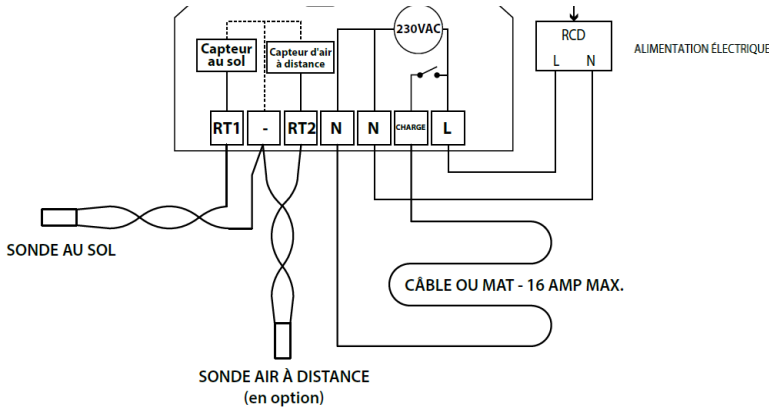 230VAC
RCD
L N
ALIMENTATION ÉLECTRIQUE
Capteur
au sol
Capteur d'air
à distance
RT1 - RT2 N N CHARGE L
SONDE AU SOL
CÂBLE OU MAT - 16 AMP MAX.
SONDE AIR À DISTANCE
(en option)